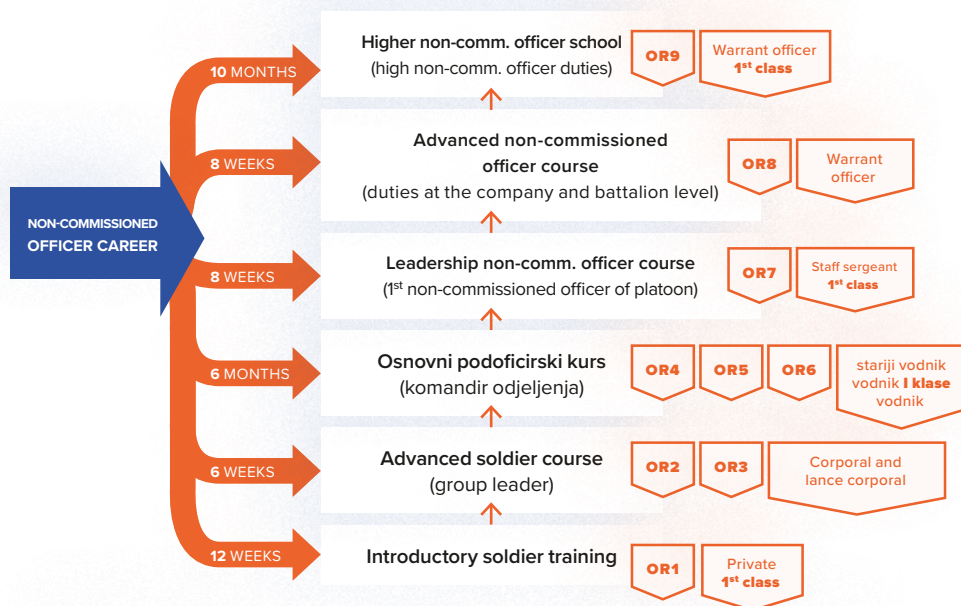 Higher non-comm. officer school
(high non-comm. officer duties)
OR9
Warrant officer
1st class
10 MONTHS
Advanced non-commissioned
officer course
(duties at the company and battalion level)
OR8
Warrant
officer
8 WEEKS
NON-COMMISSIONED
OFFICER CAREER
Leadership non-comm. officer course
(1st non-commissioned officer of platoon)
OR7
Staff sergeant
1st class
8 WEEKS
Osnovni podoficirski kurs
(komandir odjeljenja)
OR4
OR5
OR6
stariji vodnik
vodnik I klase
vodnik
6 MONTHS
Advanced soldier course
(group leader)
OR2
OR3
Corporal and
lance corporal
6 WEEKS
Introductory soldier training
OR1
Private
1st class
12 WEEKS